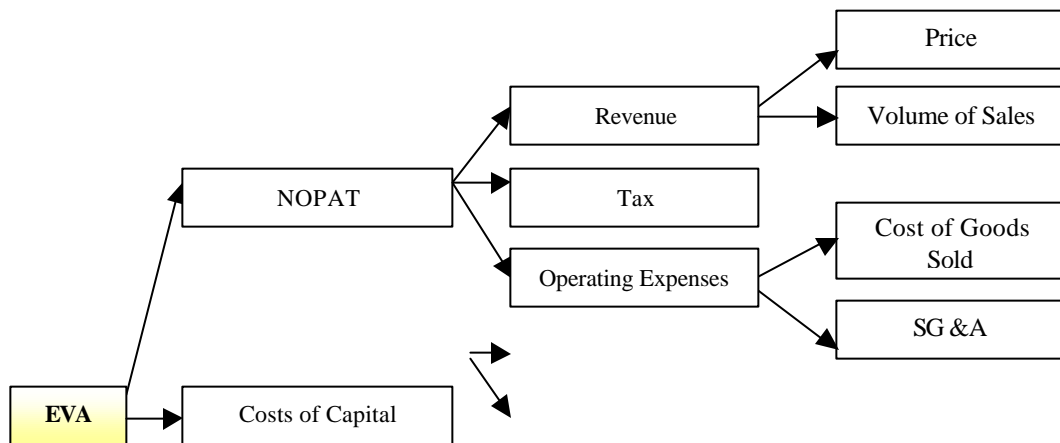 Price
Revenue
Volume of Sales
NOPAT
Tax
Cost of Goods
Sold
Operating Expenses
SG &A
EVA
Costs of Capital